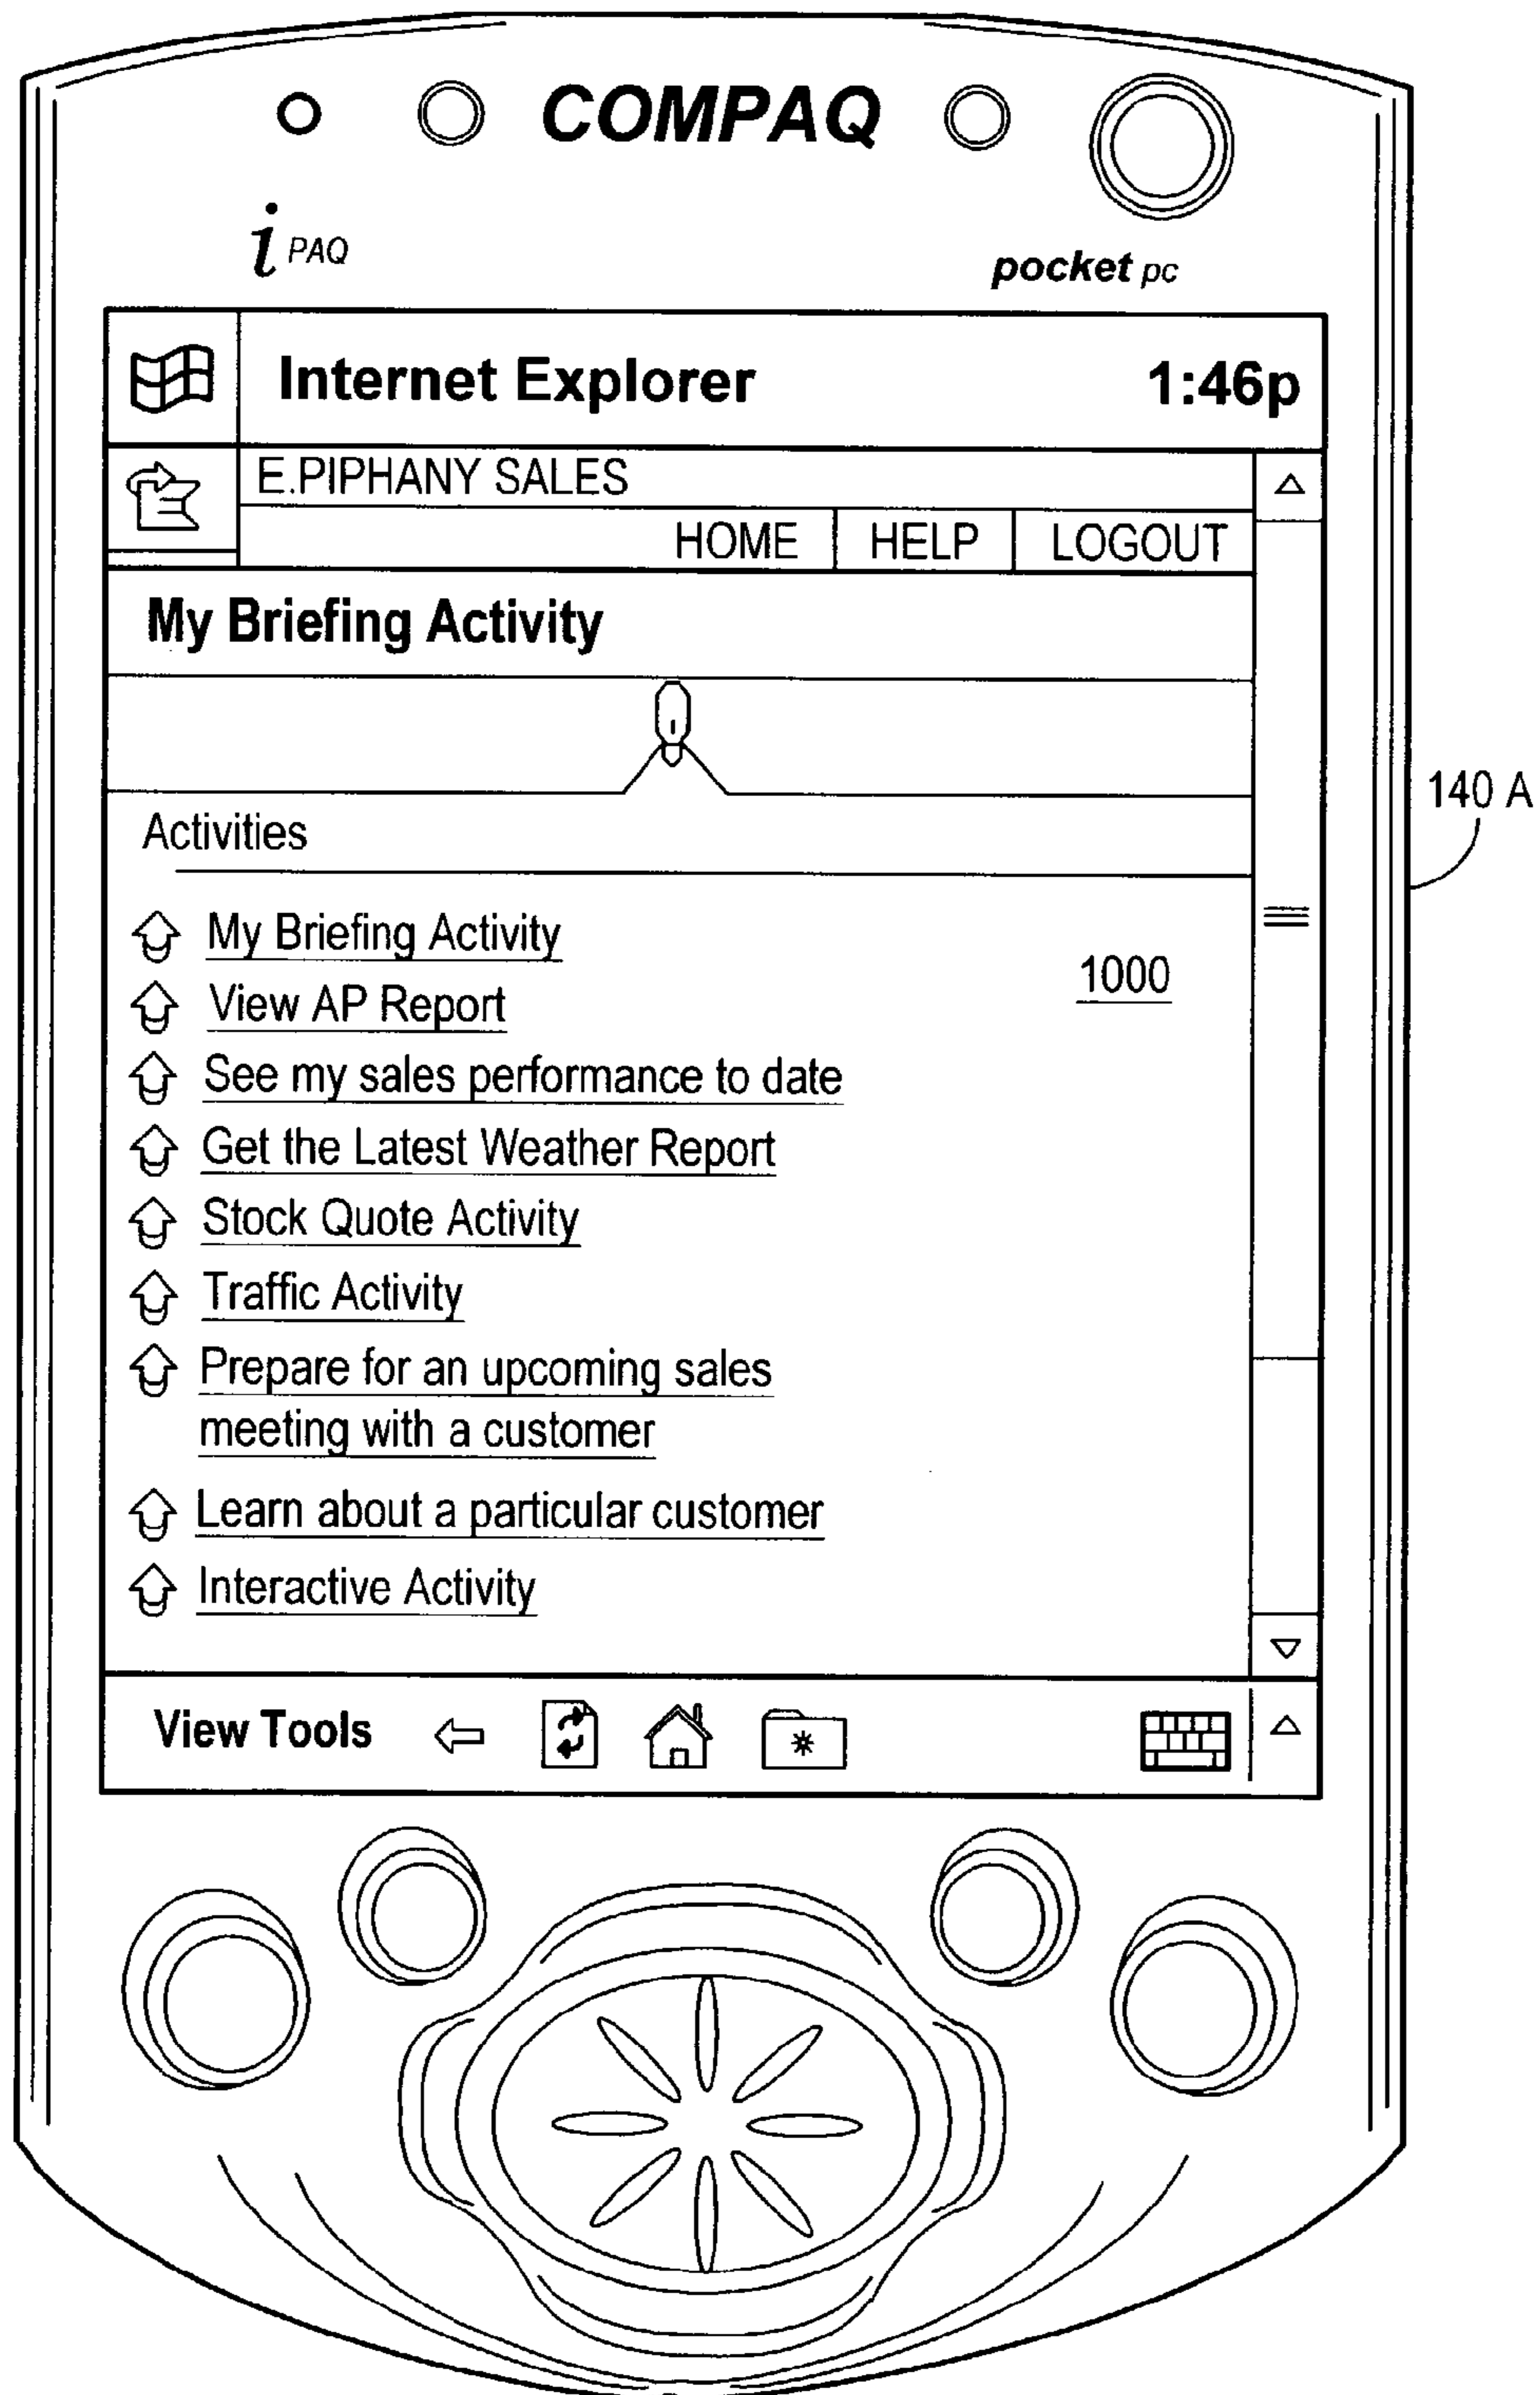 COMPAQ
i PAQ
pocket pc
Internet Explorer 1:46p
E.PIPHANY SALES
HOME HELP LOGOUT
My Briefing Activity
140 A
Activities
My Briefing Activity
1000
View AP Report
See my sales performance to date
Get the Latest Weather Report
Stock Quote Activity
Traffic Activity
Prepare for an upcoming sales
meeting with a customer
Learn about a particular customer
Interactive Activity
View Tools